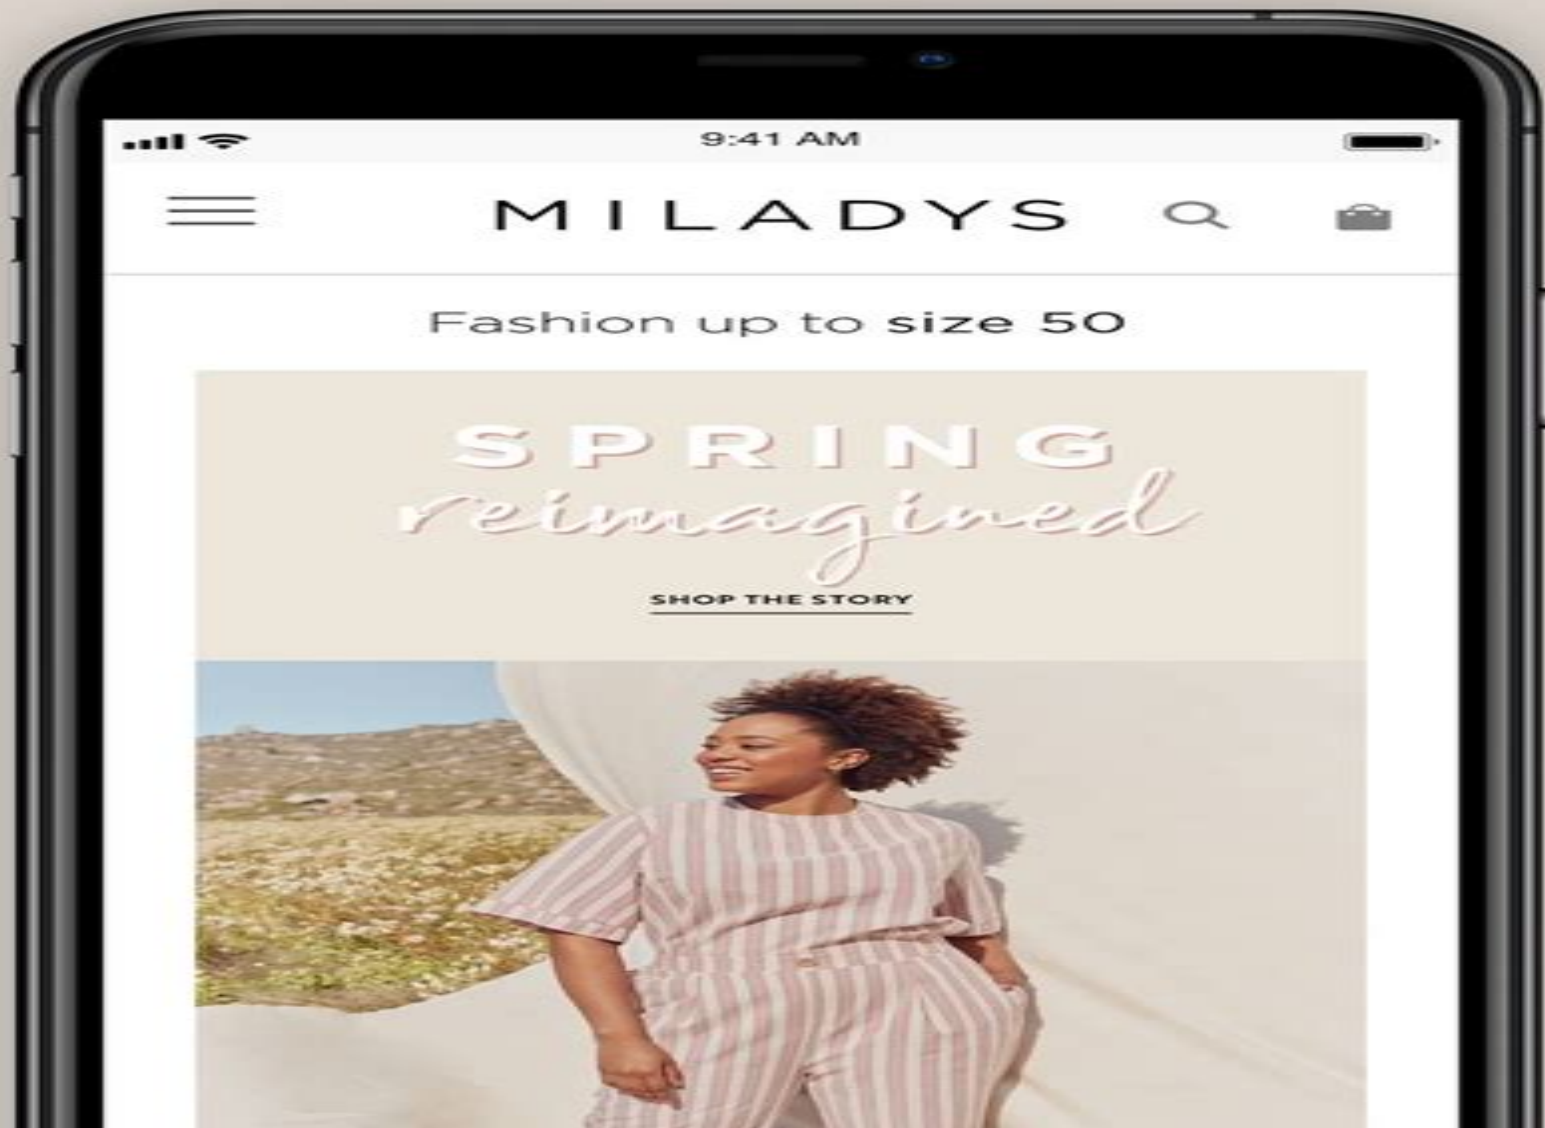 9:41 AM
MILADYS
Fashion up to size 50
SPRING
reimagined
SHOP THE STORY